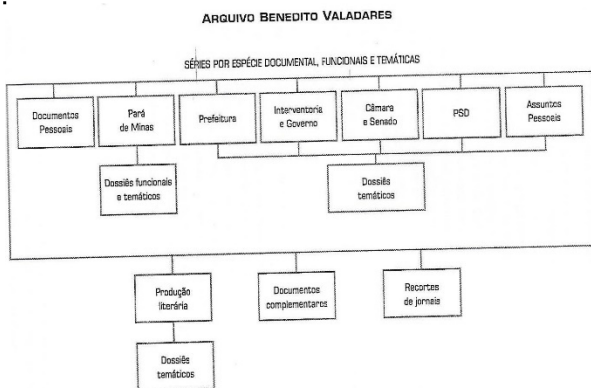 ARQUIVO BENEDITO VALADARES
SÉRIES POR ESPÉCIE DOCUMENTAL, FUNCIONAIS E TEMÁTICAS
Documentos
Pessoais
Pará
de Minas
Prefeitura
Interventoria
e Governo
Câmara
e Senado
PSD
Assuntos
Pessoais
Dossiês funcionais
e temáticos
Dossiês
temáticos
Produção
literária
Documentos
complementares
Recortes
de jornais
Dossiês
temáticos